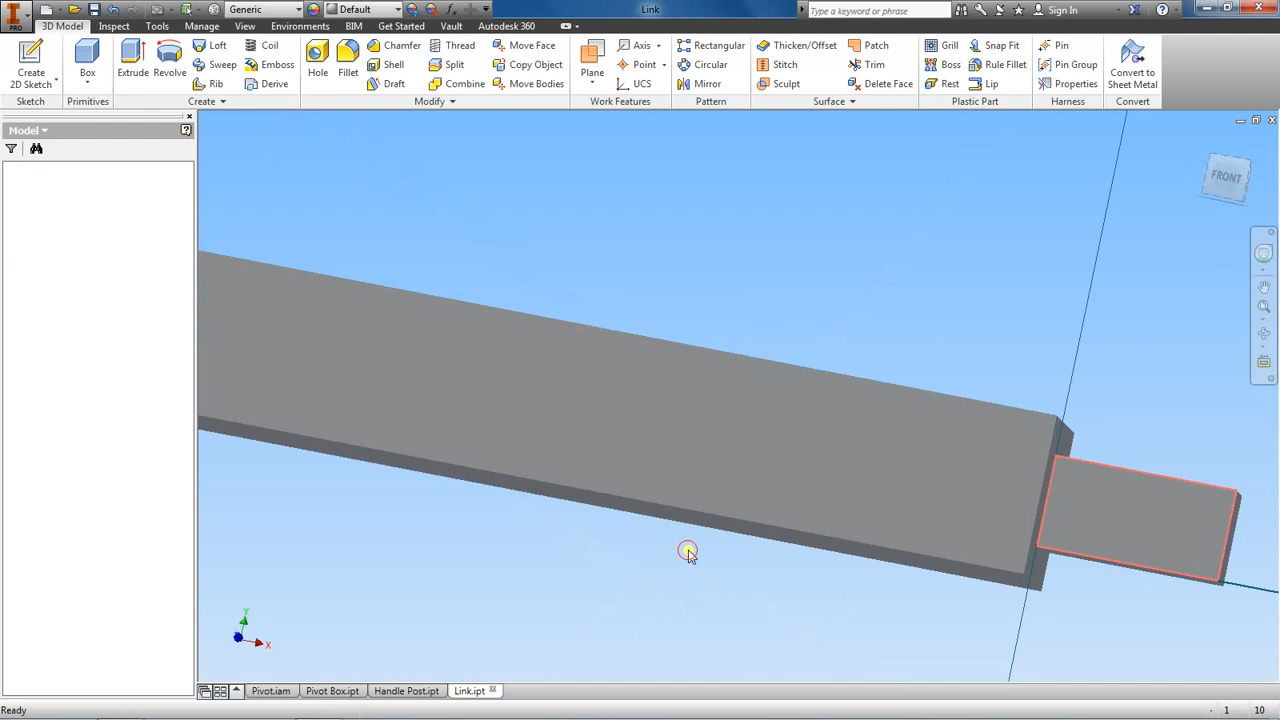 Generic
Default
Link
Type a keyword or phrase
Sign In
PRO
3D Model
Inspect
Tools
Manage
View
Environments
BIM
Get Started
Vault
Autodesk 360
Create
2D Sketch
Box
Extrude
Revolve
Loft
Coil
Sweep
Emboss
Rib
Derive
Hole
Fillet
Chamfer
Thread
Move Face
Shell
Split
Copy Object
Draft
Combine
Move Bodies
Plane
Axis
Point
UCS
Rectangular
Circular
Mirror
Thicken/Offset
Patch
Stitch
Trim
Sculpt
Delete Face
Grill
Snap Fit
Boss
Rule Fillet
Rest
Lip
Pin
Pin Group
Properties
Convert to
Sheet Metal
Sketch
Primitives
Create
Modify
Work Features
Pattern
Surface
Plastic Part
Harness
Convert
Model
FRONT
Y
X
Pivot.iam
Pivot Box.ipt
Handle Post.ipt
Link.ipt
Ready
1
10